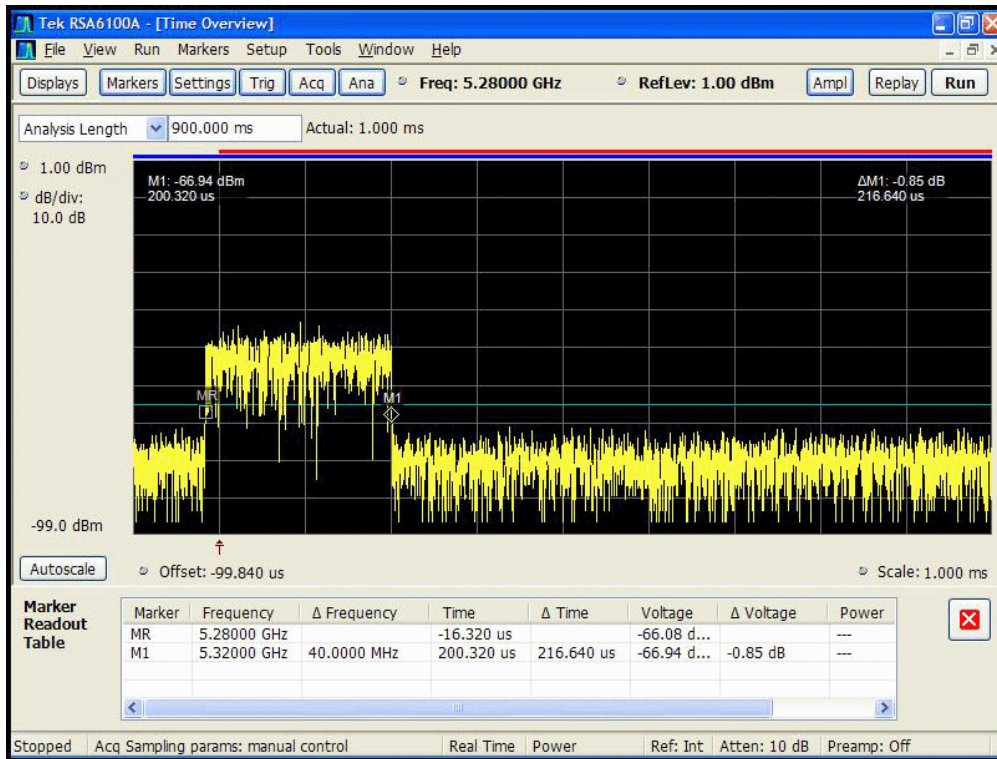 Tek RSA6100A - [Time Overview]
File View Run Markers Setup Tools Window Help
Displays Markers Settings Trig Acq Ana Freq: 5.28000 GHz RefLev: 1.00 dBm Ampl Replay Run
Analysis Length 900.000 ms Actual: 1.000 ms
1.00 dBm
dB/div:
10.0 dB
M1: -66.94 dBm
200.320 us
ΔM1: -0.85 dB
216.640 us
MR
M1
-99.0 dBm
Autoscale Offset: -99.840 us Scale: 1.000 ms
Marker Readout Table
Marker Frequency Δ Frequency Time Δ Time Voltage Δ Voltage Power
MR 5.28000 GHz -16.320 us -66.08 d... ---
M1 5.32000 GHz 40.0000 MHz 200.320 us 216.640 us -66.94 d... -0.85 dB ---
Stopped Acq Sampling params: manual control Real Time Power Ref: Int Atten: 10 dB Preamp: Off